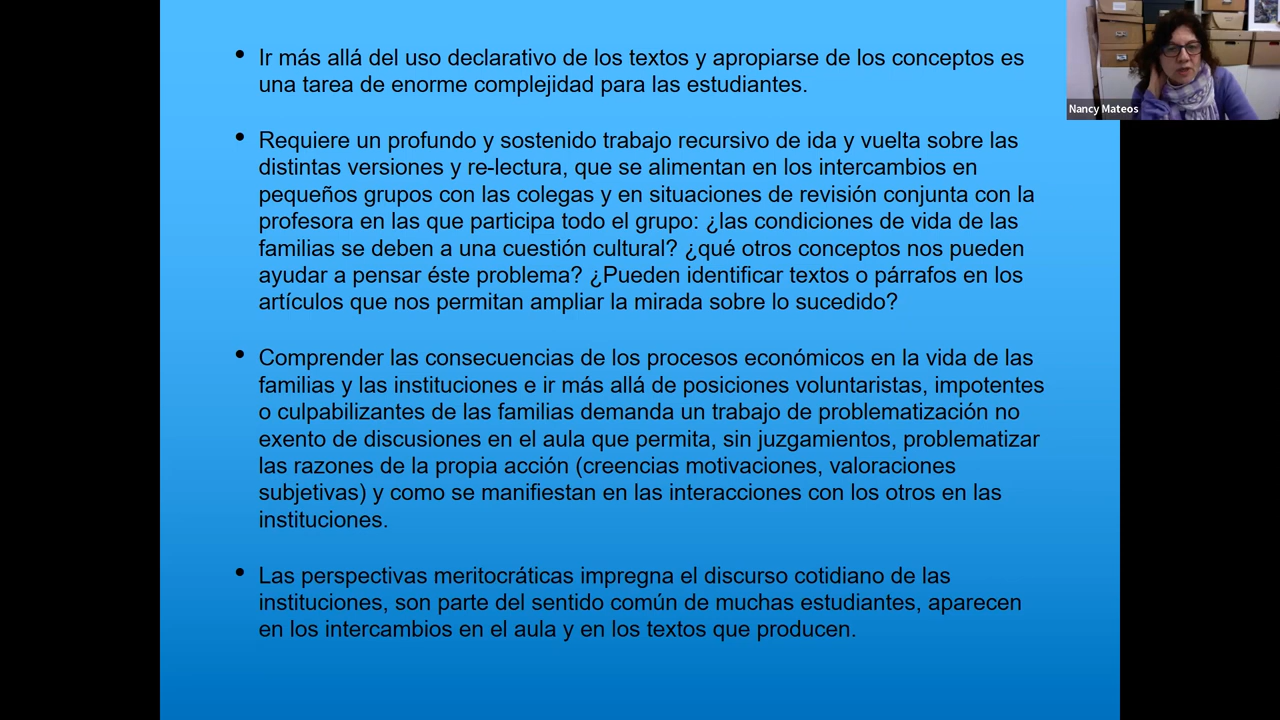 • Ir más allá del uso declarativo de los textos y apropiarse de los conceptos es
una tarea de enorme complejidad para las estudiantes.
• Requiere un profundo y sostenido trabajo recursivo de ida y vuelta sobre las
distintas versiones y re-lectura, que se alimentan en los intercambios en
pequeños grupos con las colegas y en situaciones de revisión conjunta con la
profesora en las que participa todo el grupo: ¿las condiciones de vida de las
familias se deben a una cuestión cultural? ¿qué otros conceptos nos pueden
ayudar a pensar éste problema? ¿Pueden identificar textos o párrafos en los
artículos que nos permitan ampliar la mirada sobre lo sucedido?
• Comprender las consecuencias de los procesos económicos en la vida de las
familias y las instituciones e ir más allá de posiciones voluntaristas, impotentes
o culpabilizantes de las familias demanda un trabajo de problematización no
exento de discusiones en el aula que permita, sin juzgamientos, problematizar
las razones de la propia acción (creencias motivaciones, valoraciones
subjetivas) y como se manifiestan en las interacciones con los otros en las
instituciones.
• Las perspectivas meritocráticas impregna el discurso cotidiano de las
instituciones, son parte del sentido común de muchas estudiantes, aparecen
en los intercambios en el aula y en los textos que producen.
Nancy Mateos